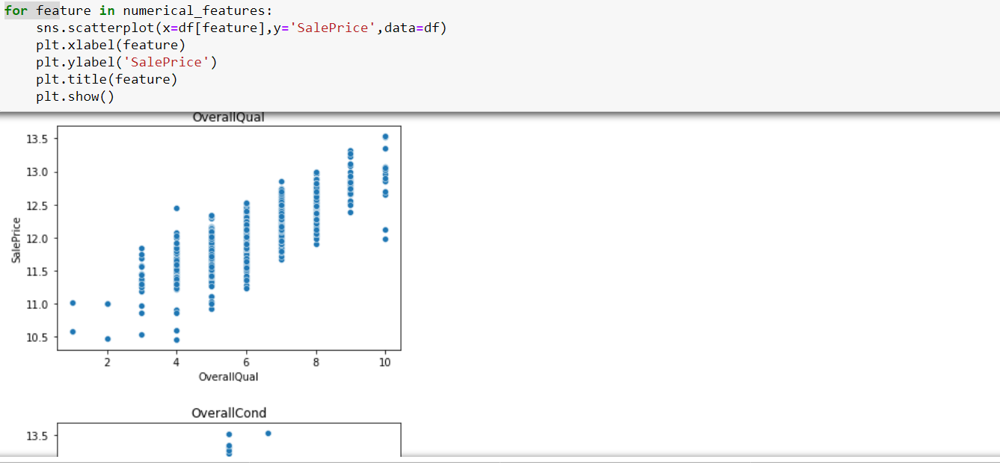 for feature in numerical_features:
    sns.scatterplot(x=df[feature],y='SalePrice',data=df)
    plt.xlabel(feature)
    plt.ylabel('SalePrice')
    plt.title(feature)
    plt.show()
OverallQual
13.5
13.0
12.5
12.0
11.5
11.0
10.5
SalePrice
2 4 6 8 10
OverallQual
OverallCond
13.5